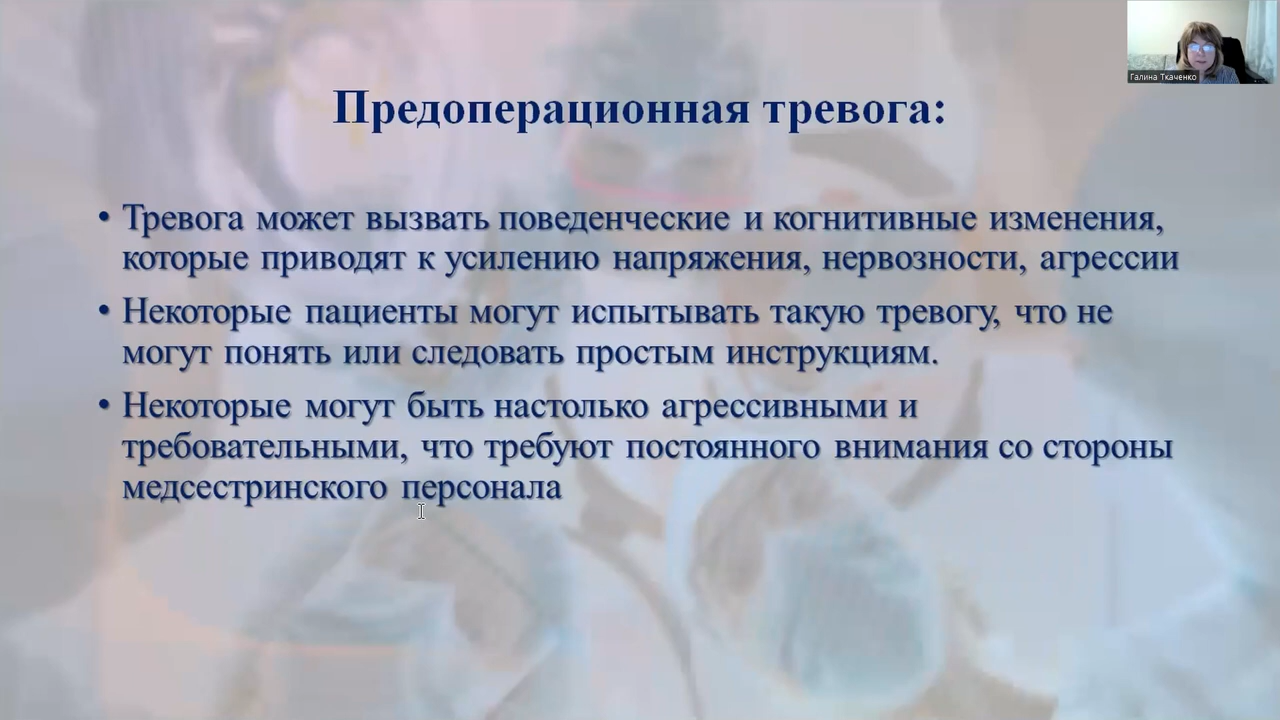 Галина Ткаченко
Предоперационная тревога:
• Тревога может вызвать поведенческие и когнитивные изменения,
которые приводят к усилению напряжения, нервозности, агрессии
• Некоторые пациенты могут испытывать такую тревогу, что не
могут понять или следовать простым инструкциям.
• Некоторые могут быть настолько агрессивными и
требовательными, что требуют постоянного внимания со стороны
медсестринского персонала